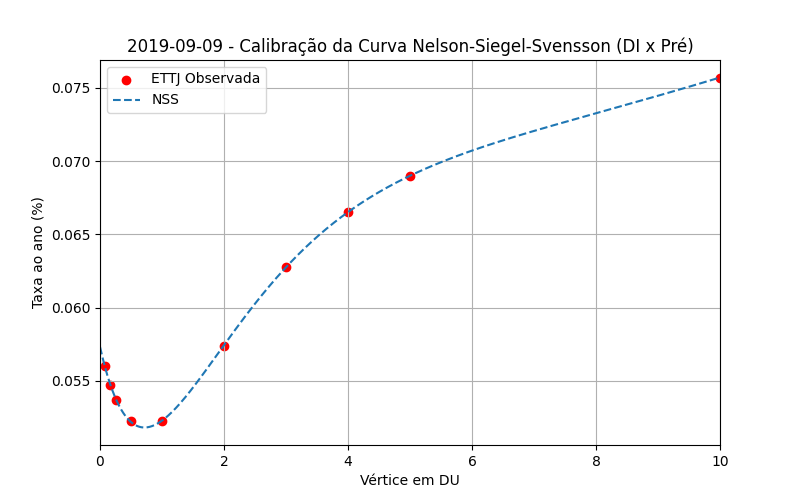 2019-09-09 - Calibração da Curva Nelson-Siegel-Svensson (DI x Pré)
ETTJ Observada
NSS
Taxa ao ano (%)
0.075
0.070
0.065
0.060
0.055
0 2 4 6 8 10
Vértice em DU